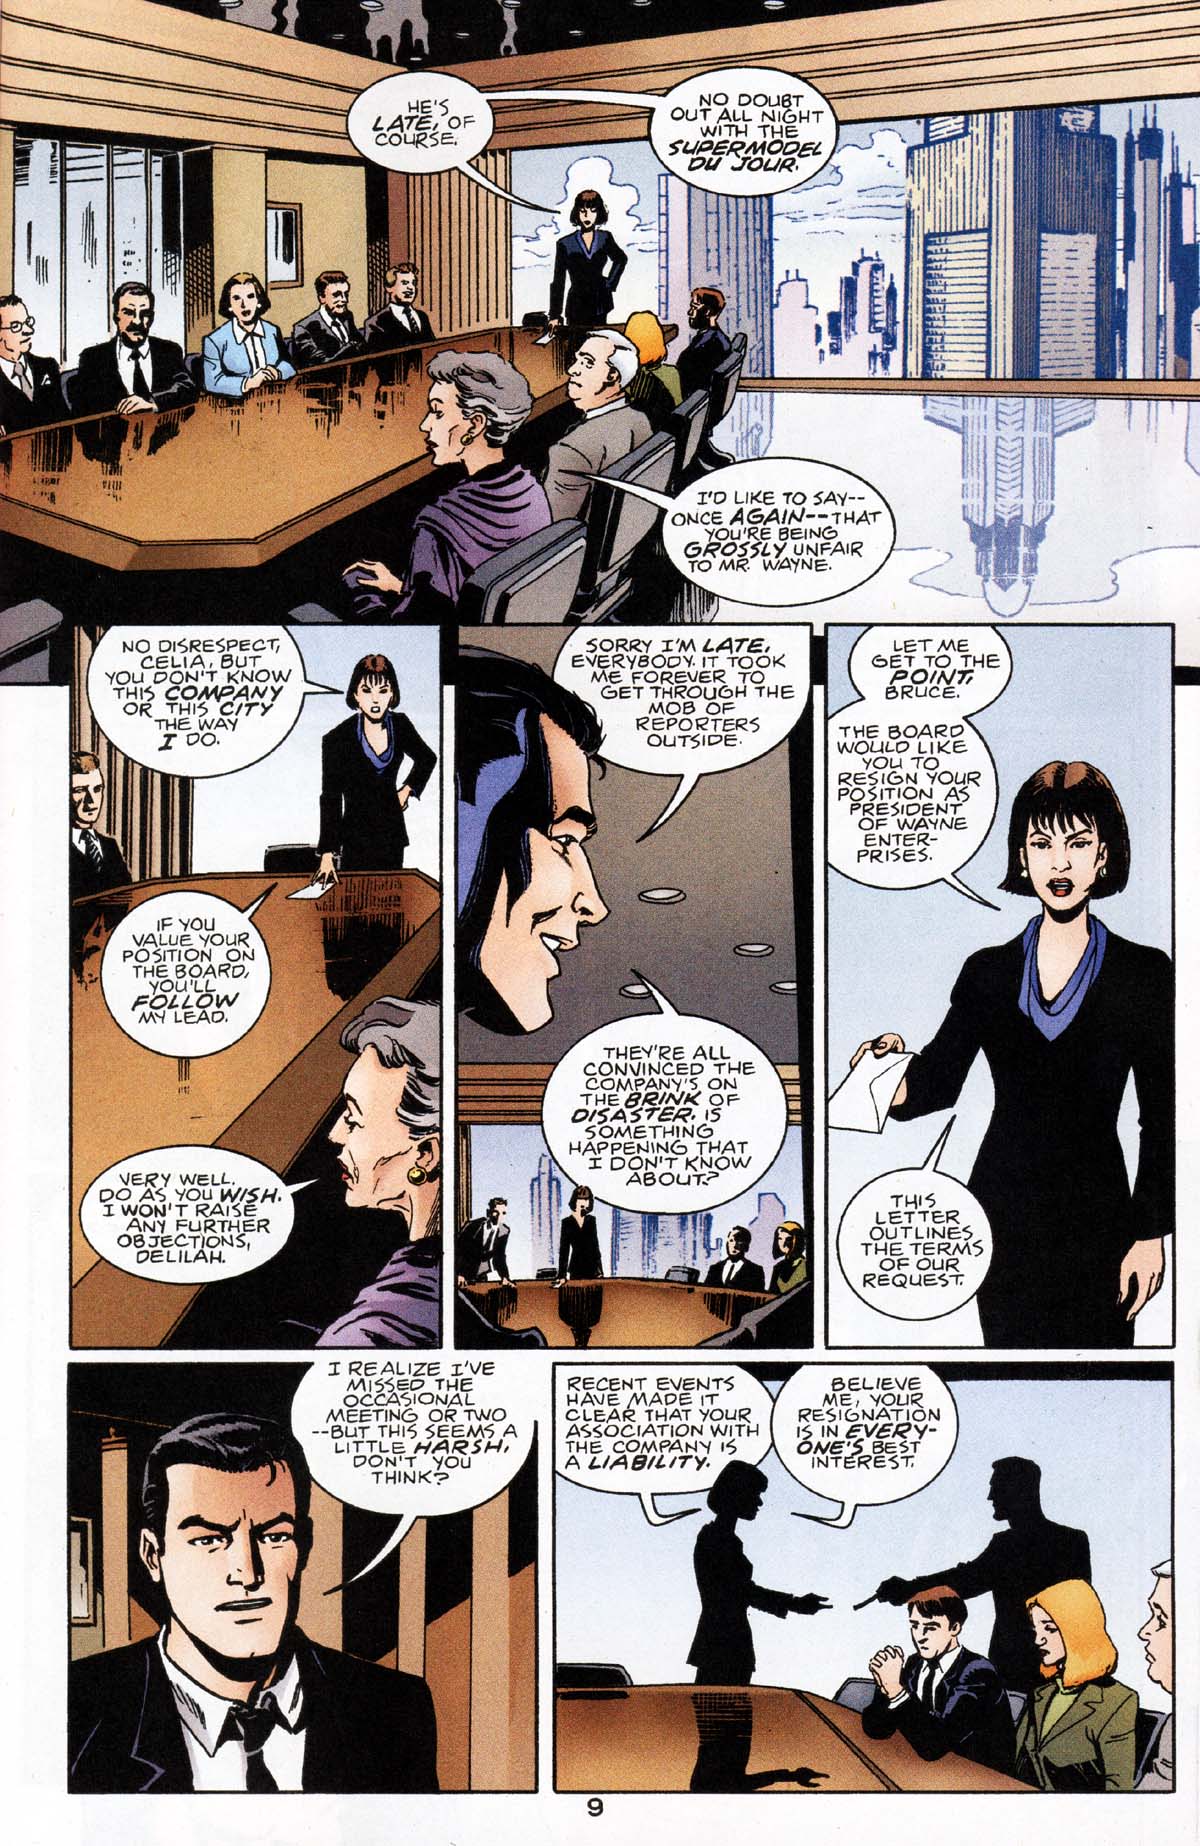 HE'S
LATE, OF
COURSE.
NO DOUBT
OUT ALL NIGHT
WITH THE
SUPERMODEL
DU JOUR.
I'D LIKE TO SAY--
ONCE AGAIN--THAT
YOU'RE BEING
GROSSLY UNFAIR
TO MR. WAYNE.
NO DISRESPECT,
CELIA, BUT
YOU DON'T KNOW
THIS COMPANY
OR THIS CITY
THE WAY
I DO.
IF YOU
VALUE YOUR
POSITION ON
THE BOARD,
YOU'LL
FOLLOW
MY LEAD.
VERY WELL.
DO AS YOU WISH.
I WON'T RAISE
ANY FURTHER
OBJECTIONS,
DELILAH.
SORRY I'M LATE,
EVERYBODY. IT TOOK
ME FOREVER TO
GET THROUGH THE
MOB OF
REPORTERS
OUTSIDE.
THEY'RE ALL
CONVINCED THE
COMPANY'S ON
THE BRINK OF
DISASTER. IS
SOMETHING
HAPPENING THAT
I DON'T KNOW
ABOUT?
LET ME
GET TO THE
POINT,
BRUCE.
THE BOARD
WOULD LIKE
YOU TO
RESIGN YOUR
POSITION AS
PRESIDENT
OF WAYNE
ENTER-
PRISES.
THIS
LETTER
OUTLINES
THE TERMS
OF OUR
REQUEST.
I REALIZE I'VE
MISSED THE
OCCASIONAL
MEETING OR TWO
--BUT THIS SEEMS A
LITTLE HARSH,
DON'T YOU
THINK?
RECENT EVENTS
HAVE MADE IT
CLEAR THAT YOUR
ASSOCIATION WITH
THE COMPANY IS
A LIABILITY.
BELIEVE
ME, YOUR
RESIGNATION
IS IN EVERY-
ONE'S BEST
INTEREST.
9